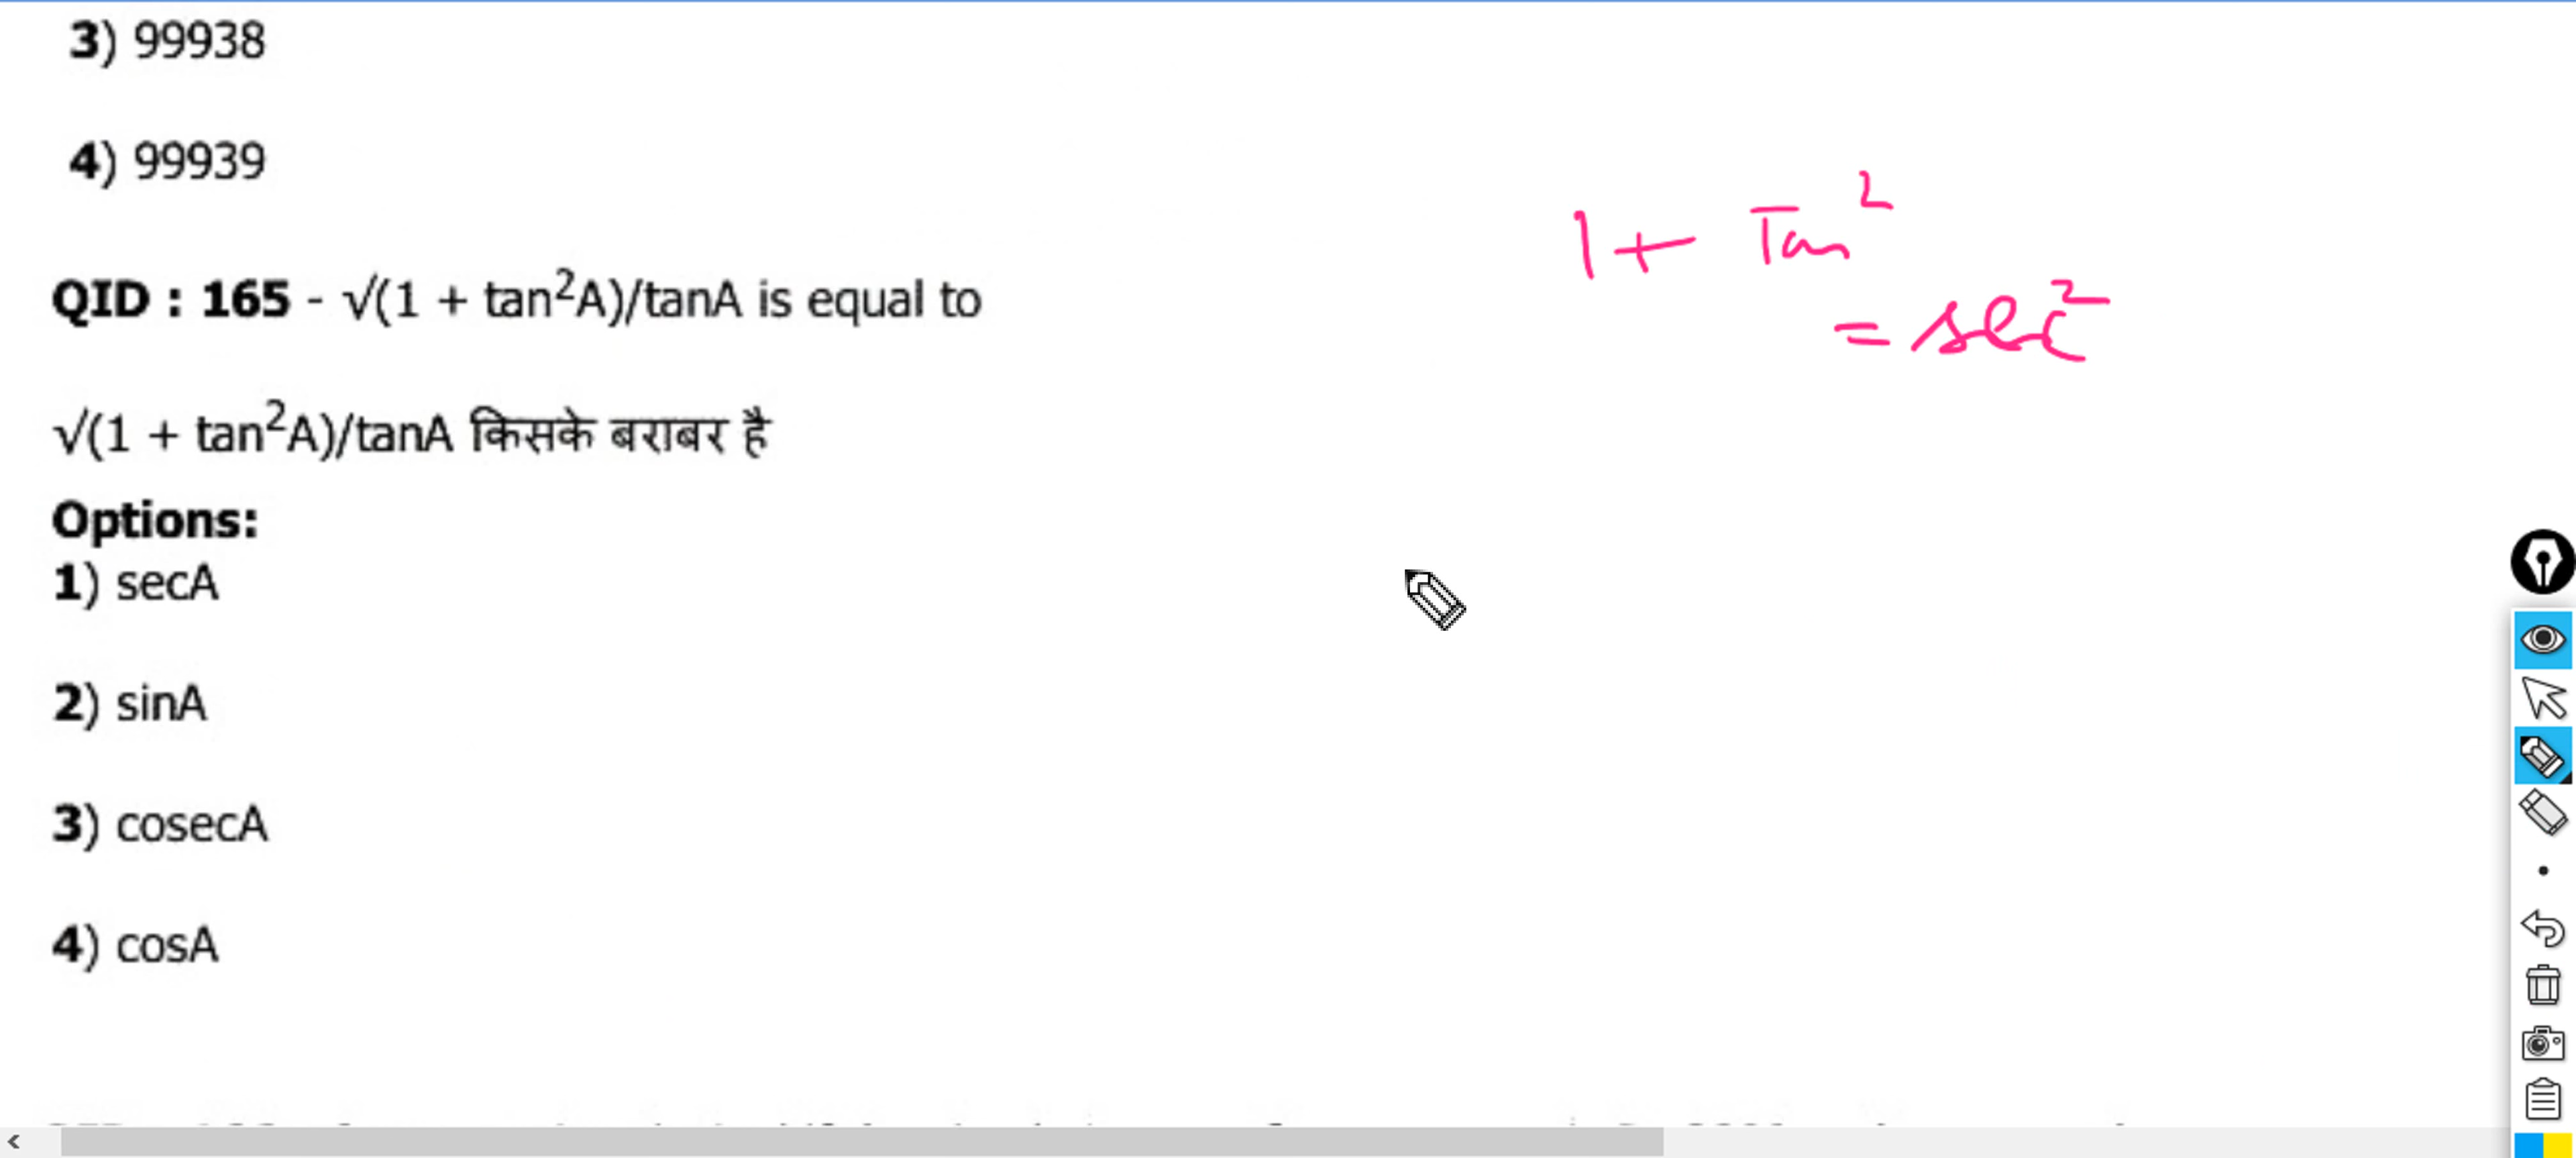 3) 99938
4) 99939
1 + Tan²
= sec²
QID : 165 - √(1 + tan²A)/tanA is equal to
√(1 + tan²A)/tanA किसके बराबर है
Options:
1) secA
2) sinA
3) cosecA
4) cosA